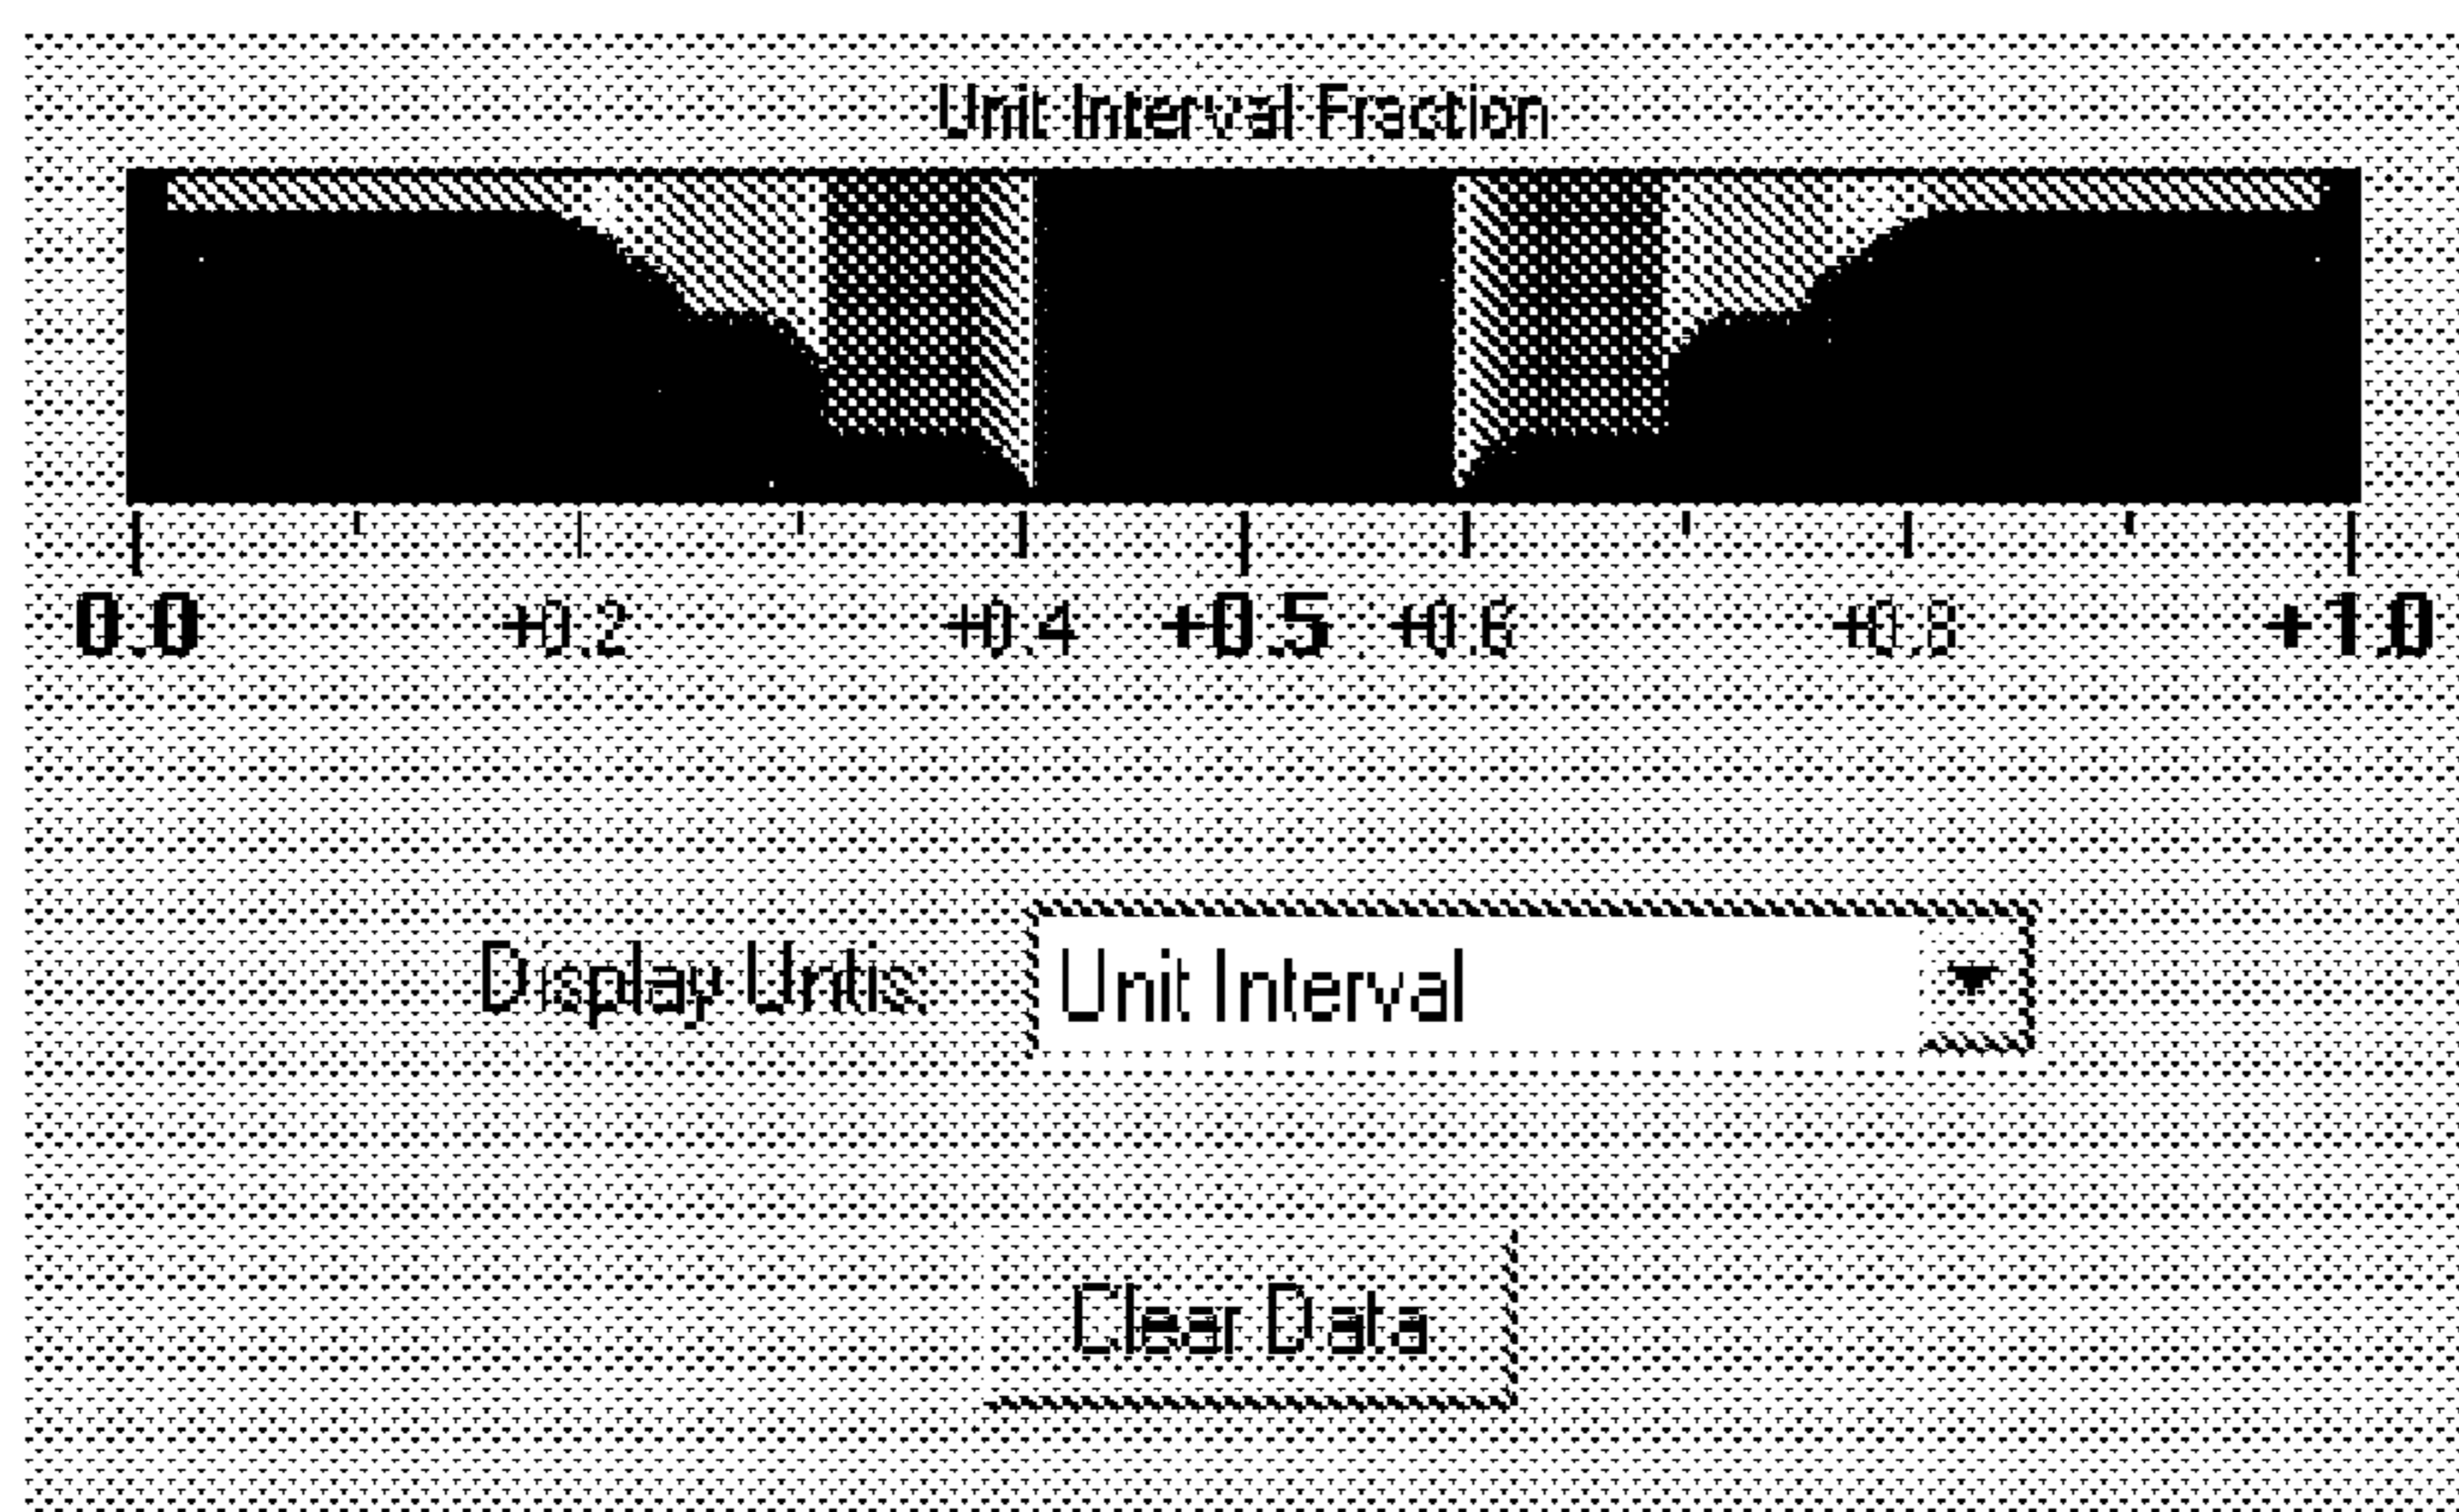 Unit Interval Fraction
0.0 +0.2 +0.4 +0.5 +0.6 +0.8 +1.0
Display Untis: Unit Interval
Clear Data